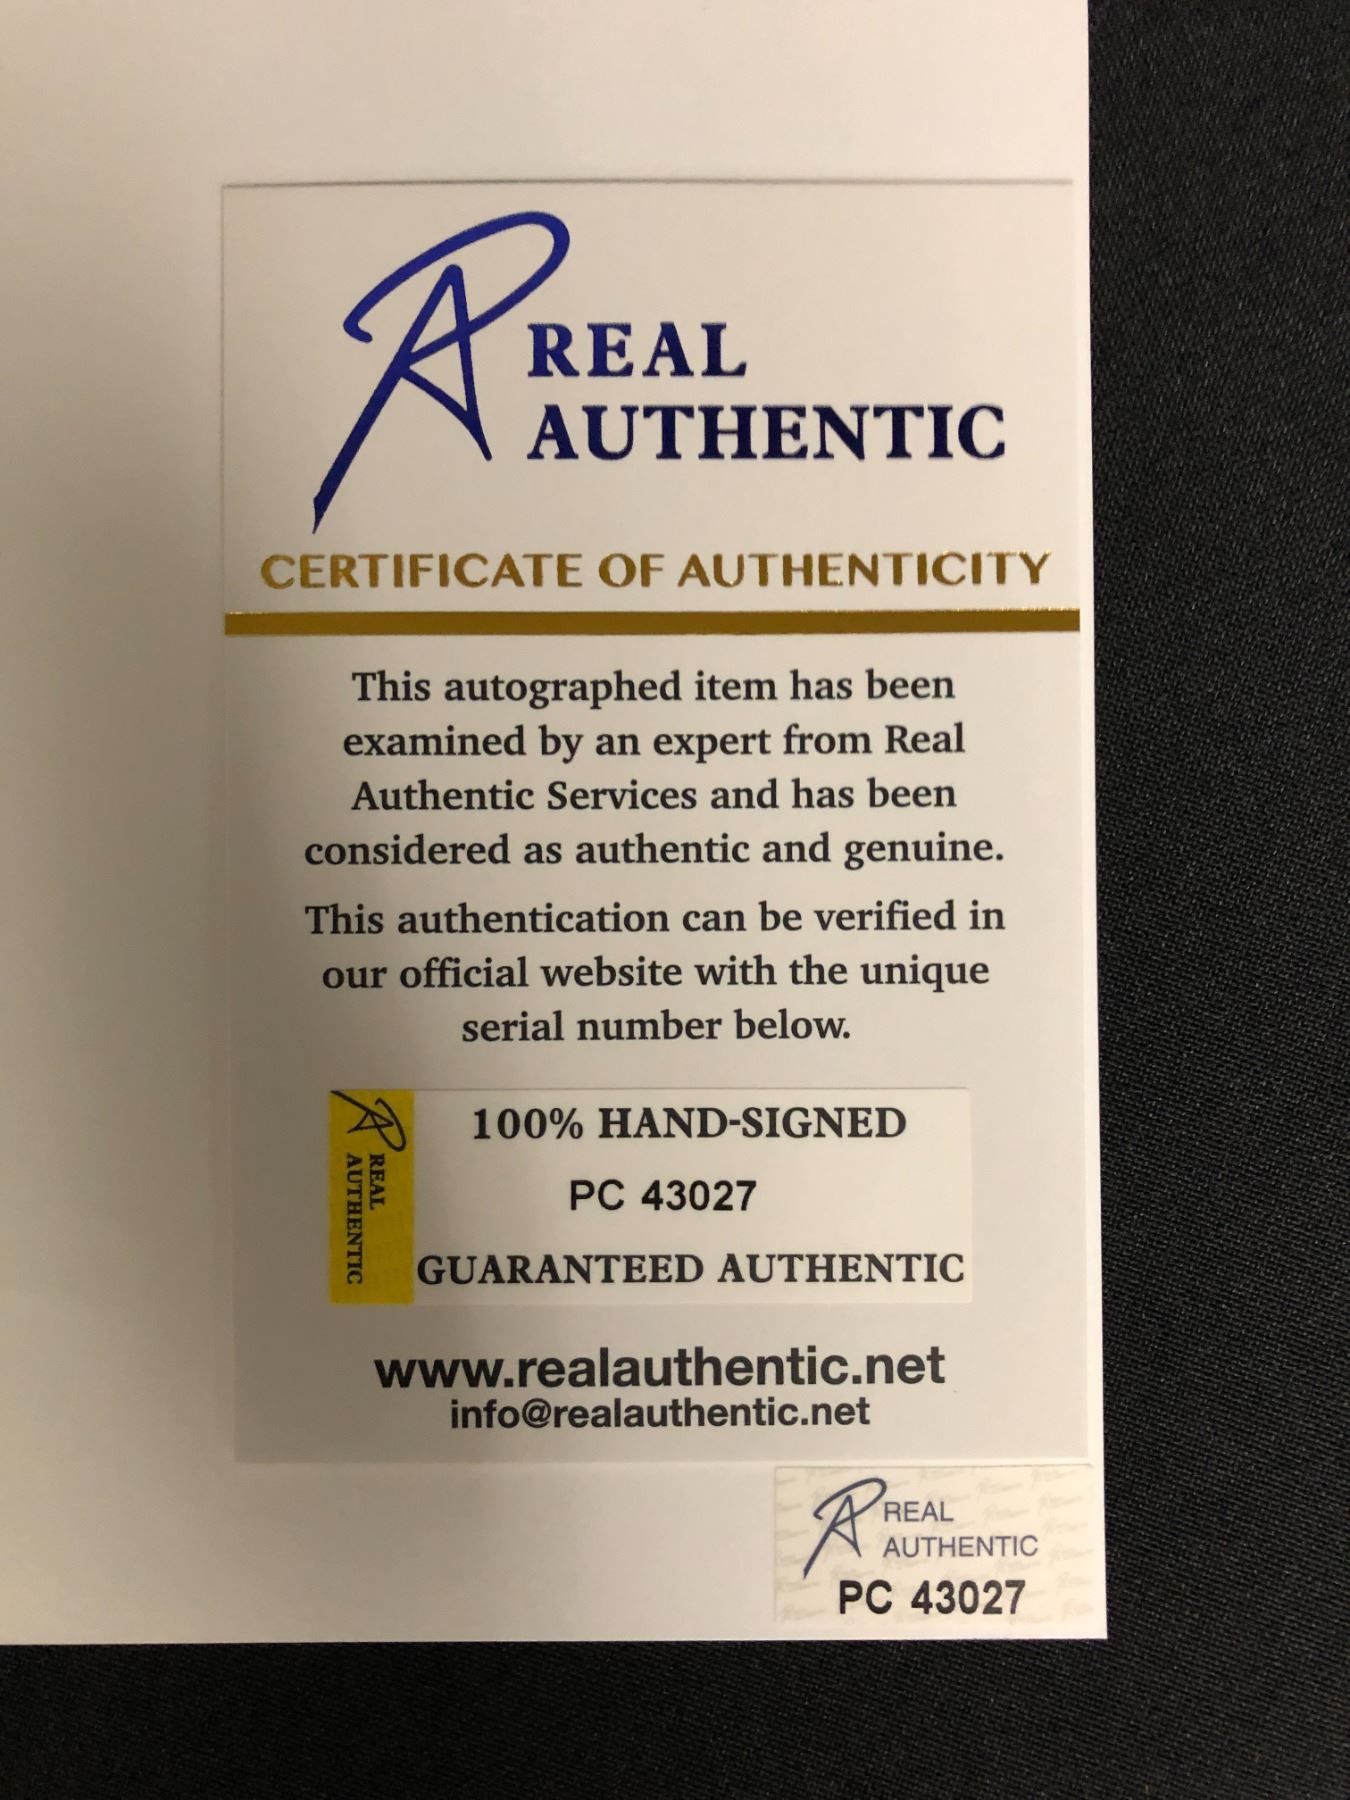 REAL
AUTHENTIC
CERTIFICATE OF AUTHENTICITY
This autographed item has been
examined by an expert from Real
Authentic Services and has been
considered as authentic and genuine.
This authentication can be verified in
our official website with the unique
serial number below.
REAL
AUTHENTIC
100% HAND-SIGNED
PC 43027
GUARANTEED AUTHENTIC
www.realauthentic.net
info@realauthentic.net
REAL
AUTHENTIC
PC 43027